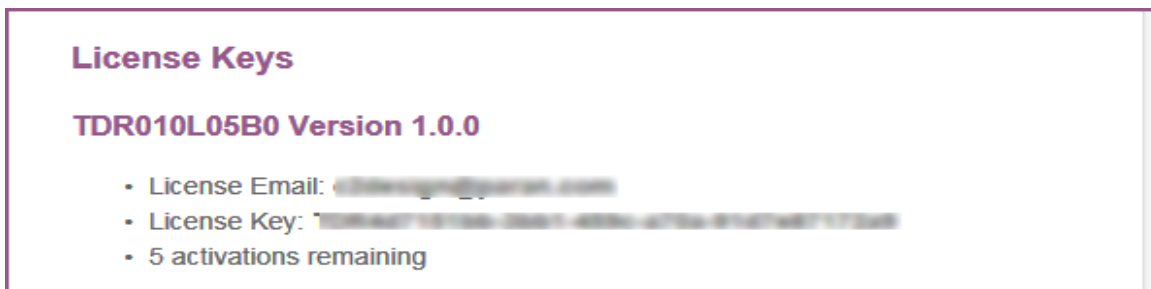 License Keys
TDR010L05B0 Version 1.0.0
• License Email:
• License Key:
• 5 activations remaining